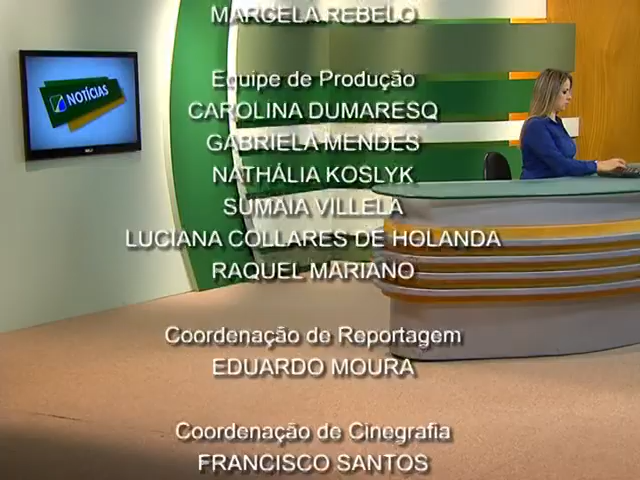 MARCELA REBELO
Equipe de Produção
CAROLINA DUMARESQ
GABRIELA MENDES
NATHÁLIA KOSLYK
SUMAIA VILLELA
LUCIANA COLLARES DE HOLANDA
RAQUEL MARIANO
Coordenação de Reportagem
EDUARDO MOURA
Coordenação de Cinegrafia
FRANCISCO SANTOS
NOTÍCIAS